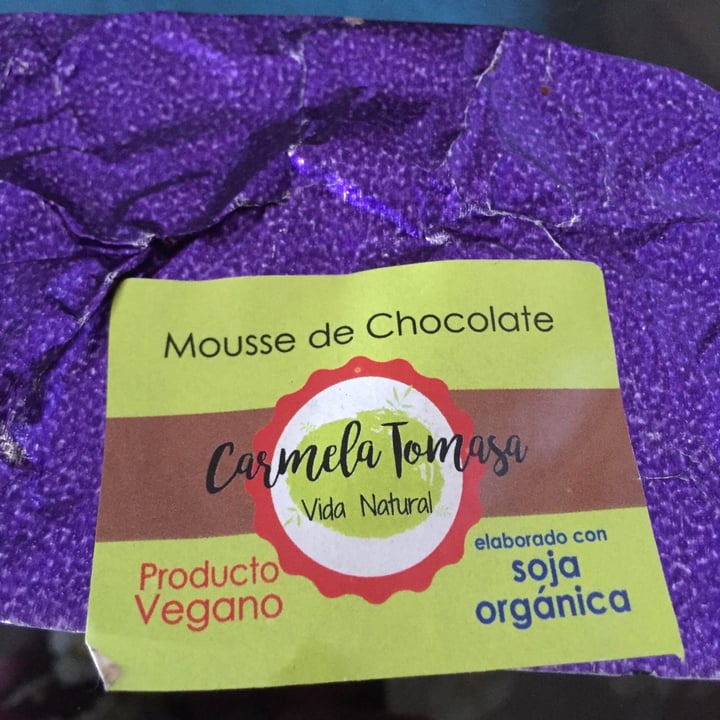 Mousse de Chocolate
Carmela Tomasa
Vida Natural
Producto
Vegano
elaborado con
soja
orgánica